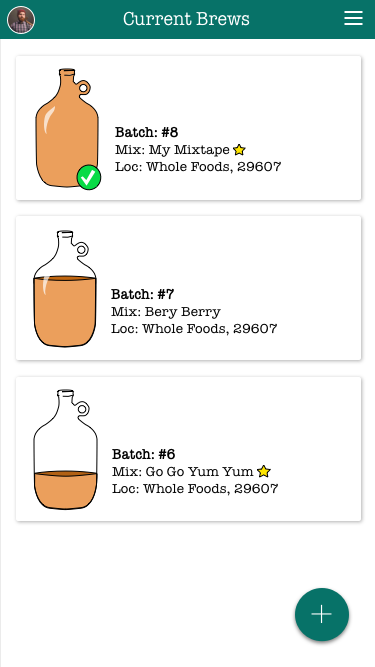 Current Brews
Batch: #8
Mix: My Mixtape
Loc: Whole Foods, 29607
Batch: #7
Mix: Bery Berry
Loc: Whole Foods, 29607
Batch: #6
Mix: Go Go Yum Yum
Loc: Whole Foods, 29607